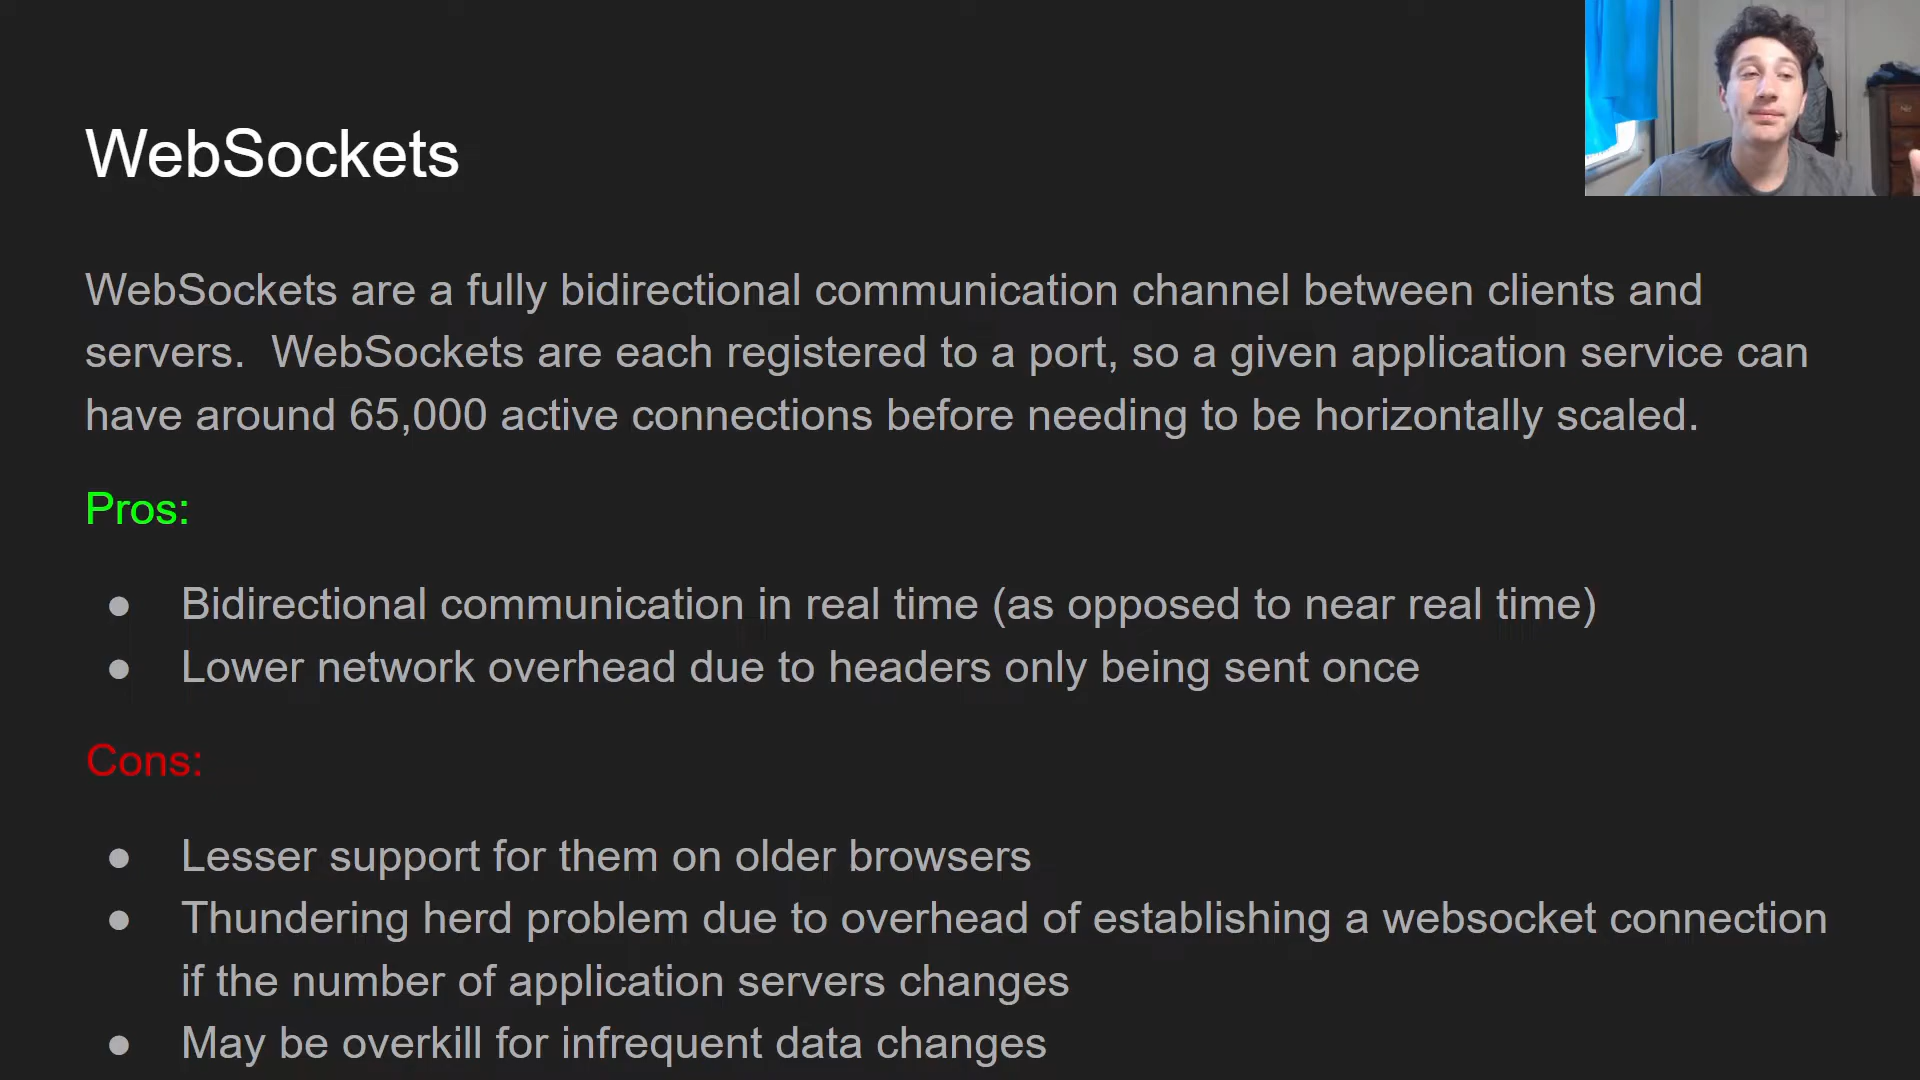 WebSockets
WebSockets are a fully bidirectional communication channel between clients and
servers.  WebSockets are each registered to a port, so a given application service can
have around 65,000 active connections before needing to be horizontally scaled.
Pros:
● Bidirectional communication in real time (as opposed to near real time)
● Lower network overhead due to headers only being sent once
Cons:
● Lesser support for them on older browsers
● Thundering herd problem due to overhead of establishing a websocket connection
if the number of application servers changes
● May be overkill for infrequent data changes